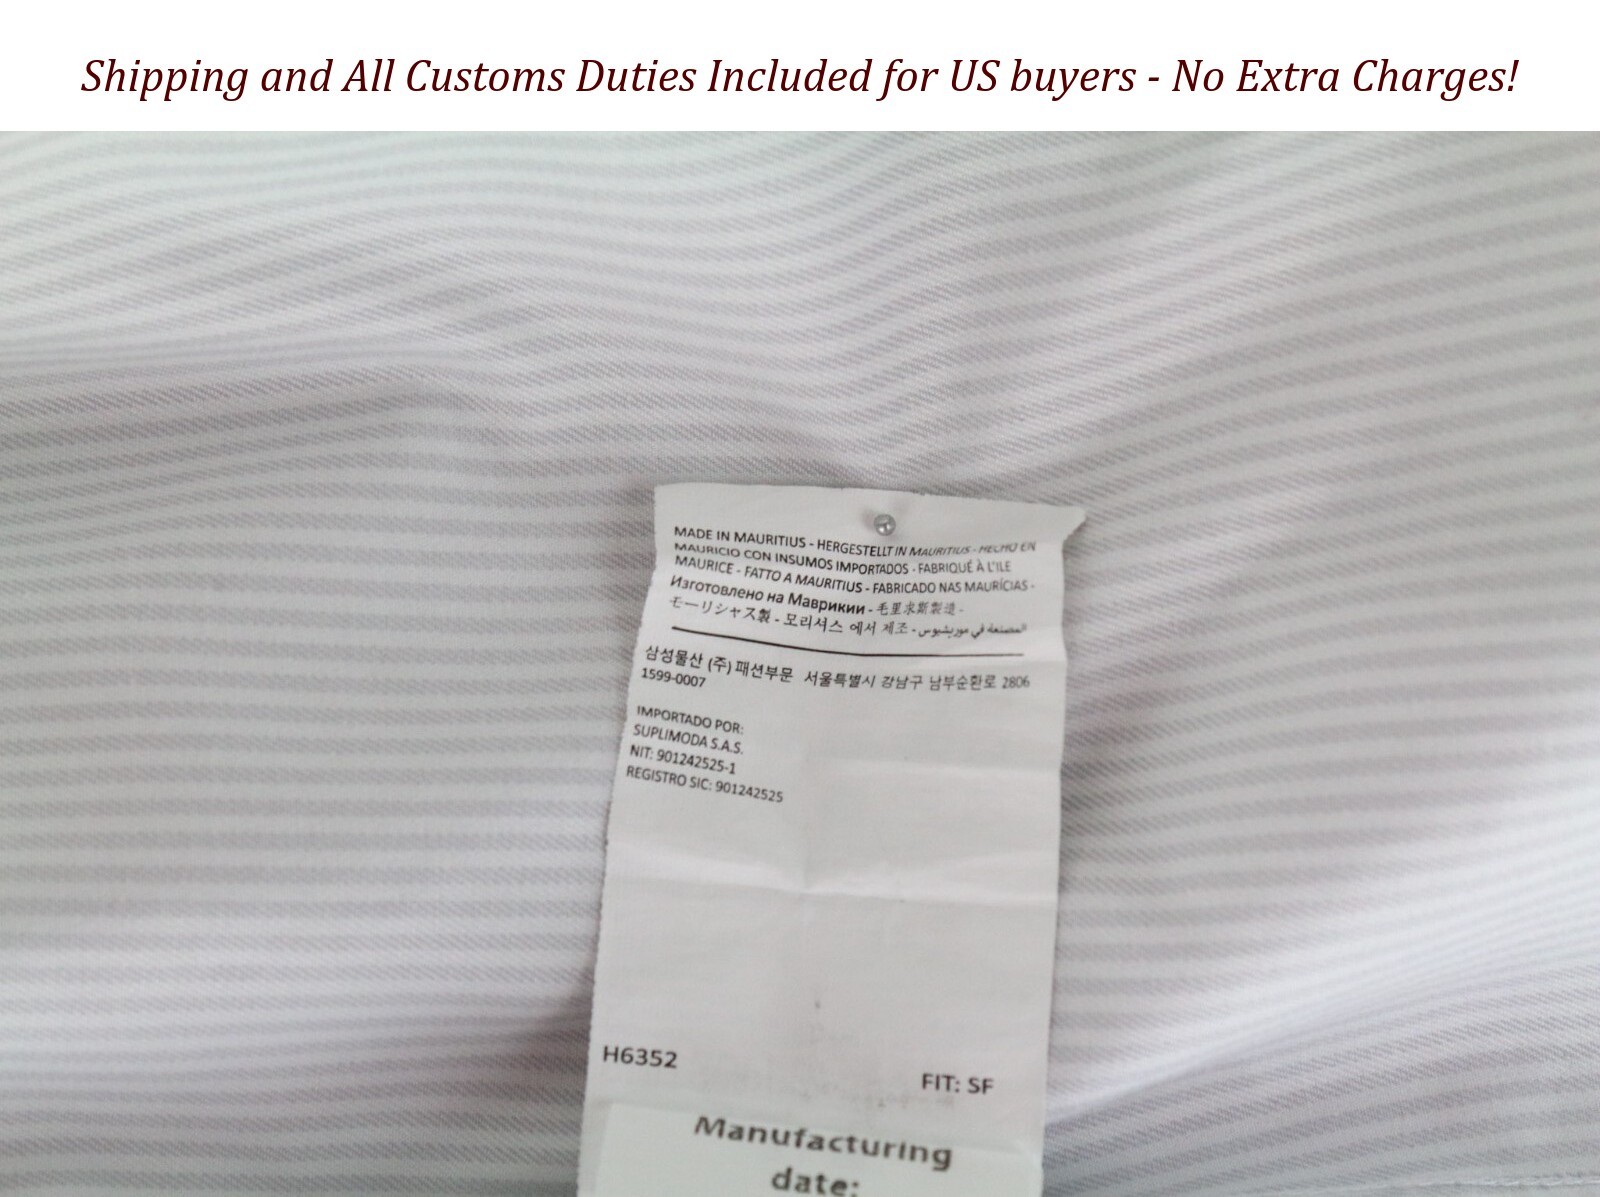 Shipping and All Customs Duties Included for US buyers - No Extra Charges!
MADE IN MAURITIUS - HERGESTELLT IN MAURITIUS - HECHO EN
MAURICIO CON INSUMOS IMPORTADOS - FABRIQUÉ À L'ILE
MAURICE - FATTO A MAURITIUS - FABRICADO NAS MAURÍCIAS -
Изготовлено на Маврикии - 毛里求斯製造 -
モーリシャス製 - 모리셔스 에서 제조 - المصنعة في موريشيوس
삼성물산 (주) 패션부문 서울특별시 강남구 남부순환로 2806
1599-0007
IMPORTADO POR:
SUPLIMODA S.A.S.
NIT: 901242525-1
REGISTRO SIC: 901242525
H6352
FIT: SF
Manufacturing
date: